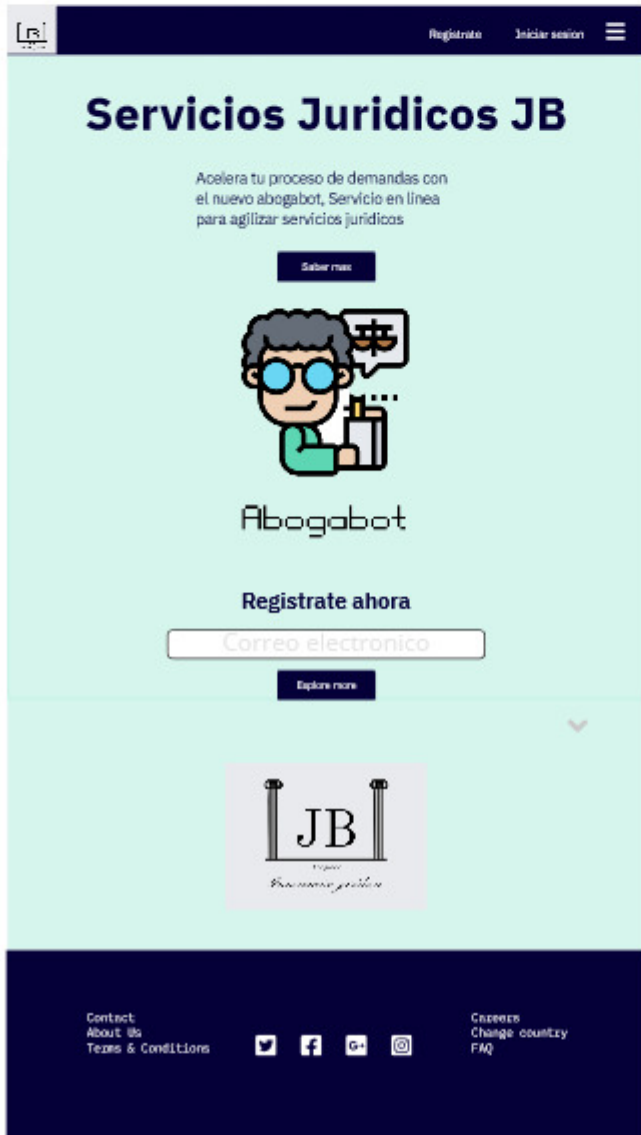 Registrate
Iniciar sesion
Servicios Juridicos JB
Acelera tu proceso de demandas con
el nuevo abogabot, Servicio en linea
para agilizar servicios juridicos
Saber mas
Abogabot
Registrate ahora
Correo electronico
Explore more
JB
Contact
About Us
Terms & Conditions
G+
Careers
Change country
FAQ